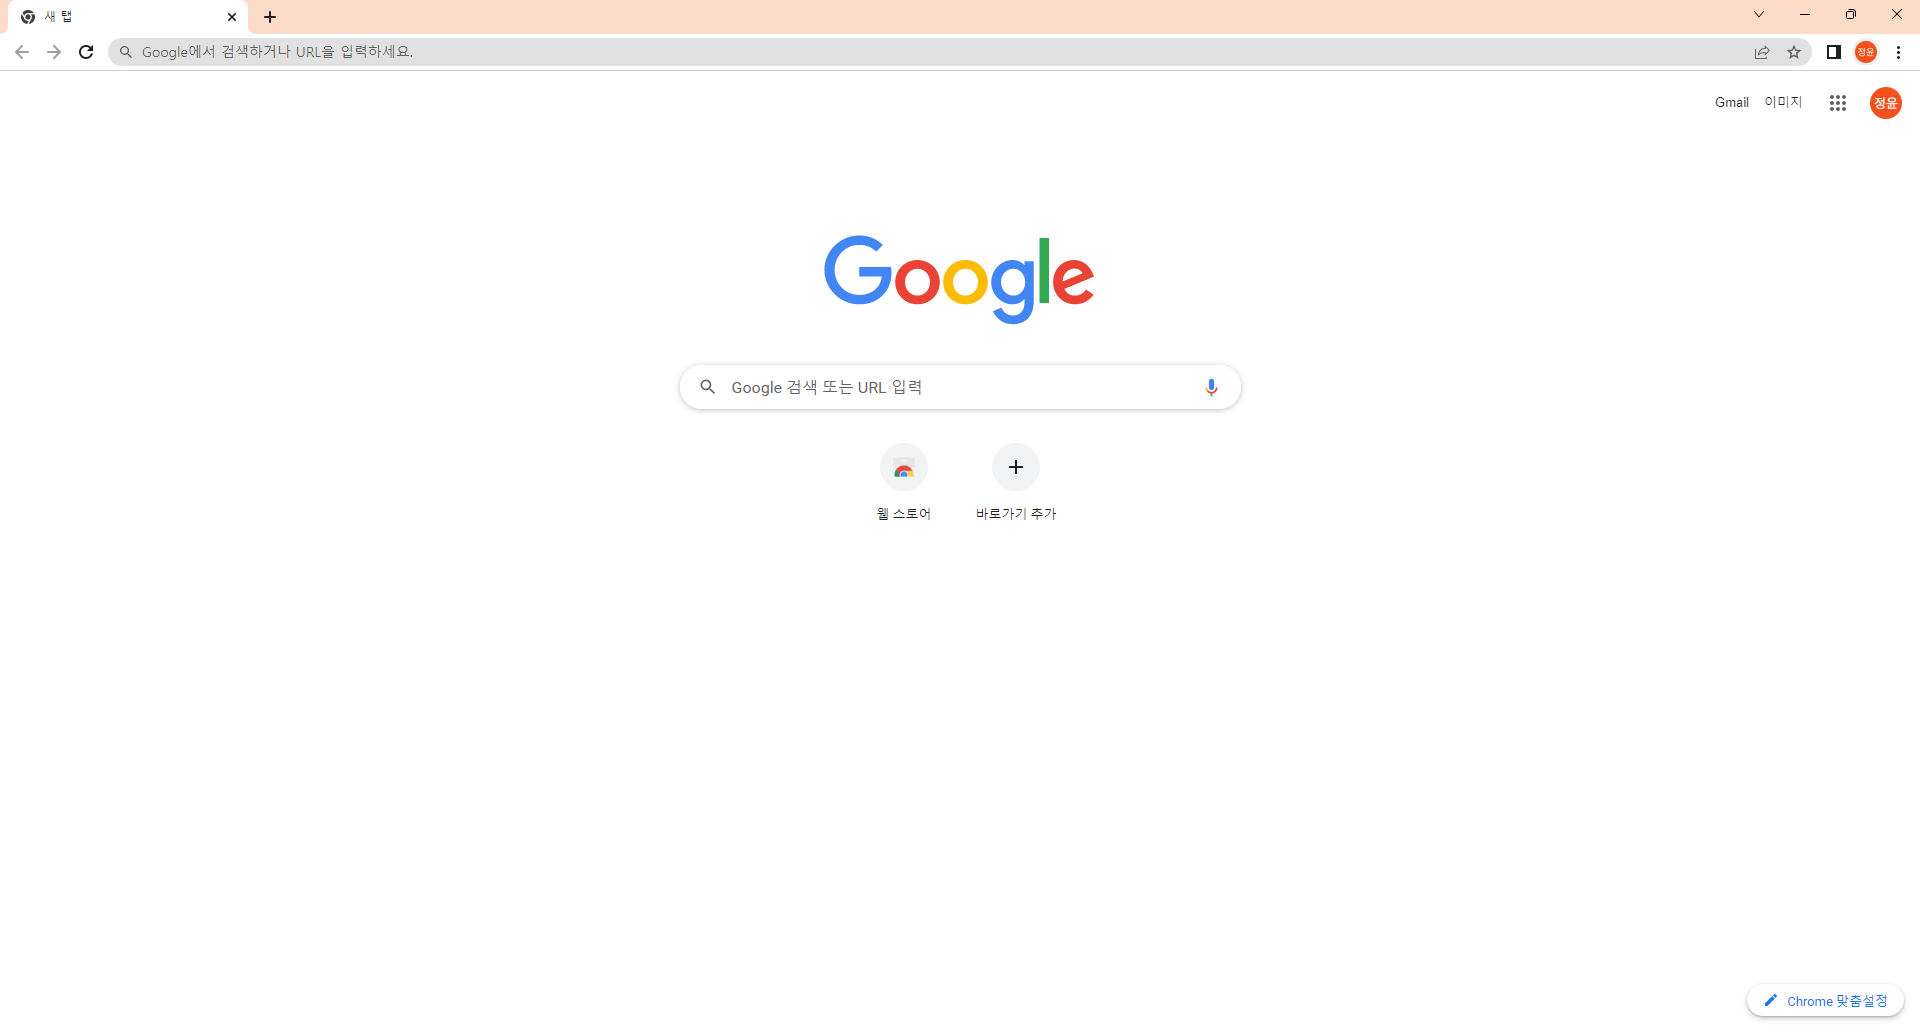 새 탭
Google에서 검색하거나 URL을 입력하세요.
정윤
Gmail 이미지
정윤
Google
Google 검색 또는 URL 입력
웹 스토어 바로가기 추가
Chrome 맞춤설정